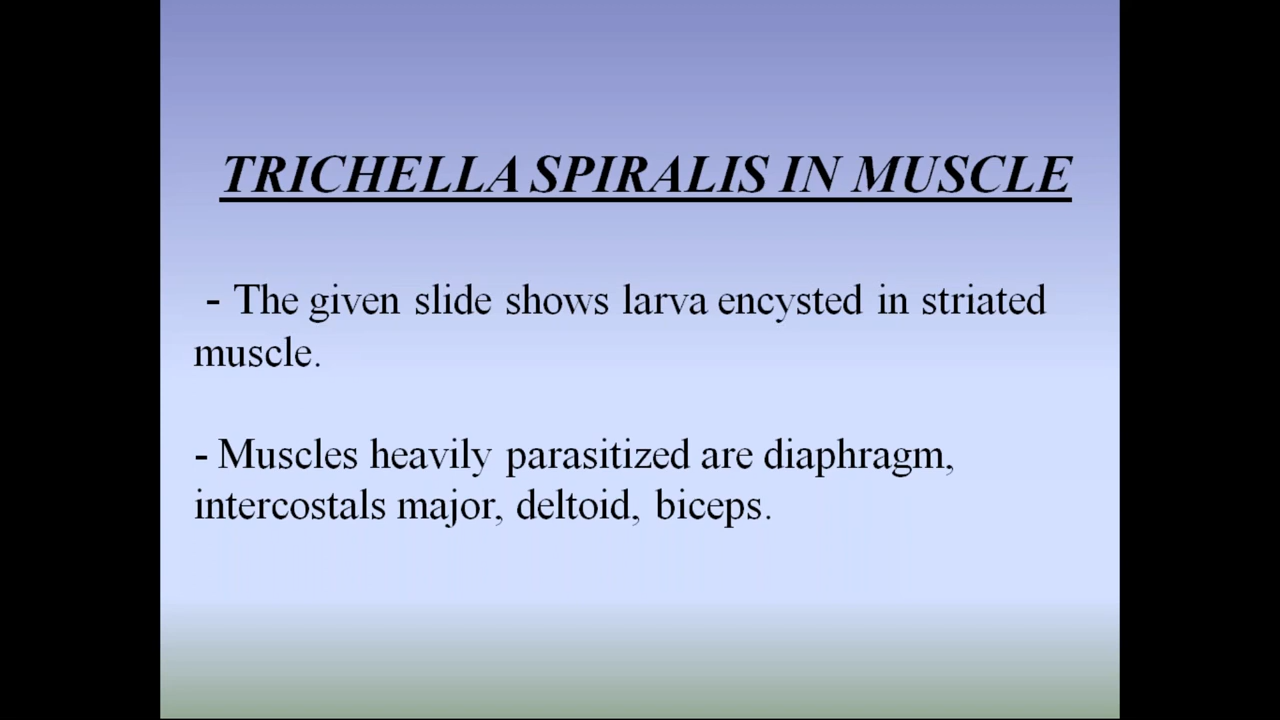 TRICHELLA SPIRALIS IN MUSCLE
- The given slide shows larva encysted in striated
muscle.
- Muscles heavily parasitized are diaphragm,
intercostals major, deltoid, biceps.